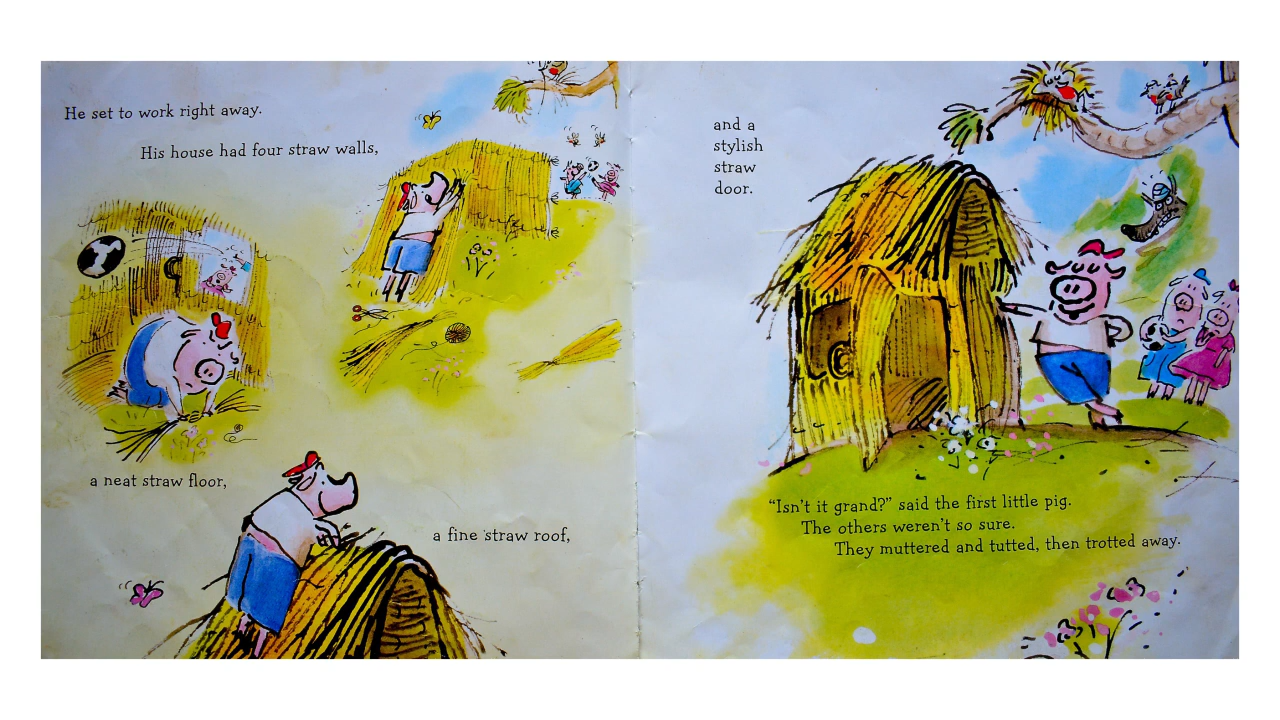 He set to work right away.
His house had four straw walls,
a neat straw floor,
a fine straw roof,
and a
stylish
straw
door.
“Isn’t it grand?” said the first little pig.
The others weren’t so sure.
They muttered and tutted, then trotted away.